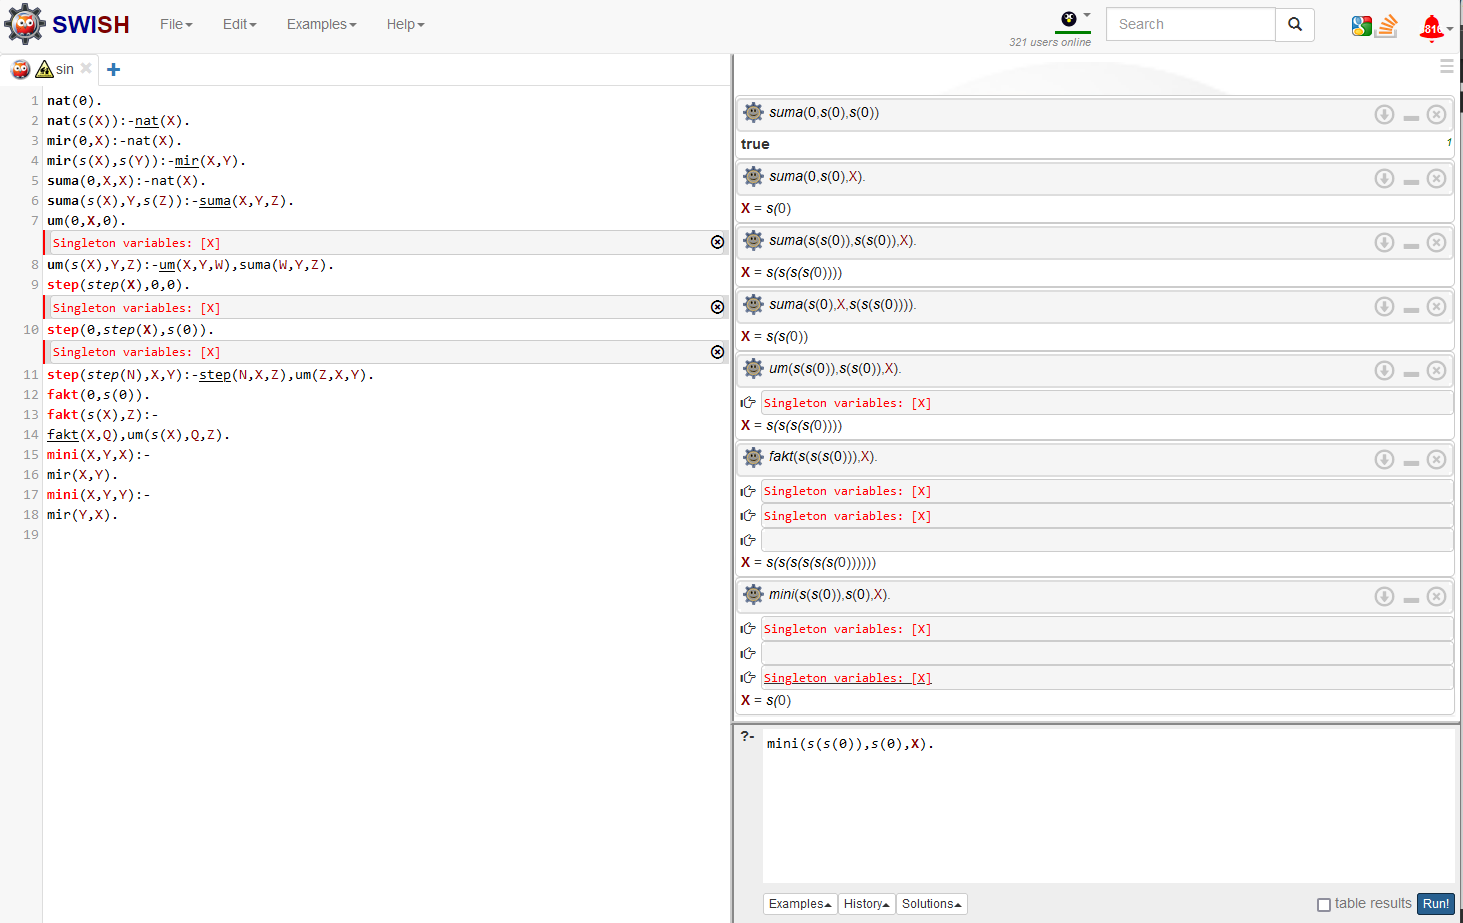 SWISH File Edit Examples Help
321 users online
Search
816
sin
1 nat(0).
2 nat(s(X)):-nat(X).
3 mir(0,X):-nat(X).
4 mir(s(X),s(Y)):-mir(X,Y).
5 suma(0,X,X):-nat(X).
6 suma(s(X),Y,s(Z)):-suma(X,Y,Z).
7 um(0,X,0).
Singleton variables: [X]
8 um(s(X),Y,Z):-um(X,Y,W),suma(W,Y,Z).
9 step(step(X),0,0).
Singleton variables: [X]
10 step(0,step(X),s(0)).
Singleton variables: [X]
11 step(step(N),X,Y):-step(N,X,Z),um(Z,X,Y).
12 fakt(0,s(0)).
13 fakt(s(X),Z):-
14 fakt(X,Q),um(s(X),Q,Z).
15 mini(X,Y,X):-
16 mir(X,Y).
17 mini(X,Y,Y):-
18 mir(Y,X).
19
suma(0,s(0),s(0))
true 1
suma(0,s(0),X).
X = s(0)
suma(s(s(0)),s(s(0)),X).
X = s(s(s(s(0))))
suma(s(0),X,s(s(s(0)))).
X = s(s(0))
um(s(s(0)),s(s(0)),X).
Singleton variables: [X]
X = s(s(s(s(0))))
fakt(s(s(s(0))),X).
Singleton variables: [X]
Singleton variables: [X]
X = s(s(s(s(s(s(0))))))
mini(s(s(0)),s(0),X).
Singleton variables: [X]
Singleton variables: [X]
X = s(0)
?- mini(s(s(0)),s(0),X).
Examples History Solutions table results Run!